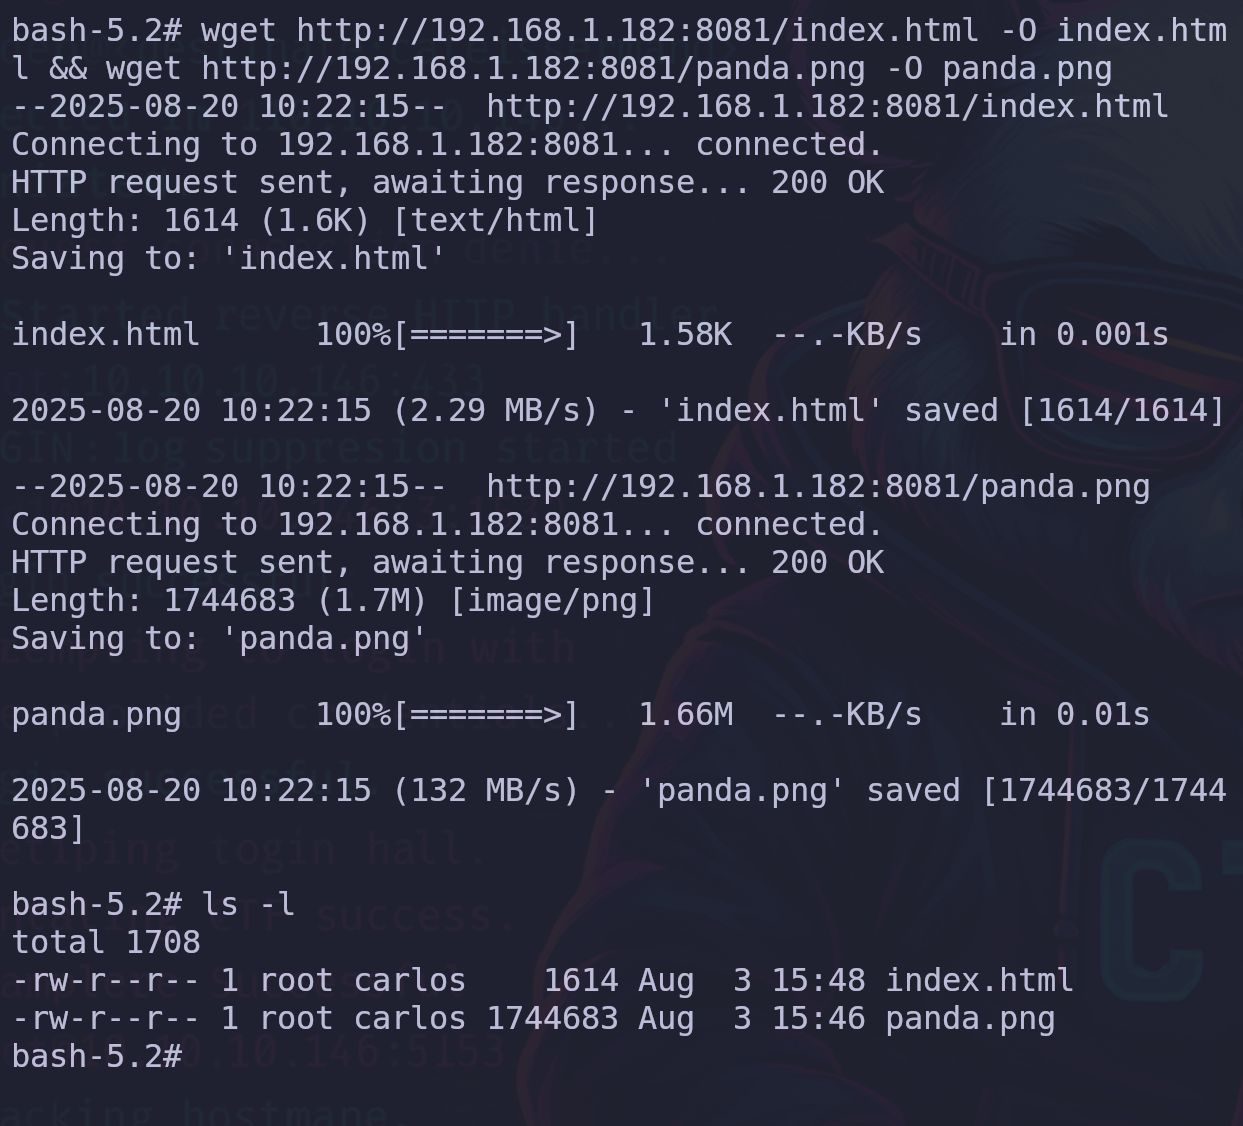 bash-5.2# wget http://192.168.1.182:8081/index.html -O index.htm
l && wget http://192.168.1.182:8081/panda.png -O panda.png
--2025-08-20 10:22:15--  http://192.168.1.182:8081/index.html
Connecting to 192.168.1.182:8081... connected.
HTTP request sent, awaiting response... 200 OK
Length: 1614 (1.6K) [text/html]
Saving to: 'index.html'
index.html      100%[=======>]   1.58K  --.-KB/s    in 0.001s
2025-08-20 10:22:15 (2.29 MB/s) - 'index.html' saved [1614/1614]
--2025-08-20 10:22:15--  http://192.168.1.182:8081/panda.png
Connecting to 192.168.1.182:8081... connected.
HTTP request sent, awaiting response... 200 OK
Length: 1744683 (1.7M) [image/png]
Saving to: 'panda.png'
panda.png       100%[=======>]   1.66M  --.-KB/s    in 0.01s
2025-08-20 10:22:15 (132 MB/s) - 'panda.png' saved [1744683/1744
683]
bash-5.2# ls -l
total 1708
-rw-r--r-- 1 root carlos    1614 Aug  3 15:48 index.html
-rw-r--r-- 1 root carlos 1744683 Aug  3 15:46 panda.png
bash-5.2#